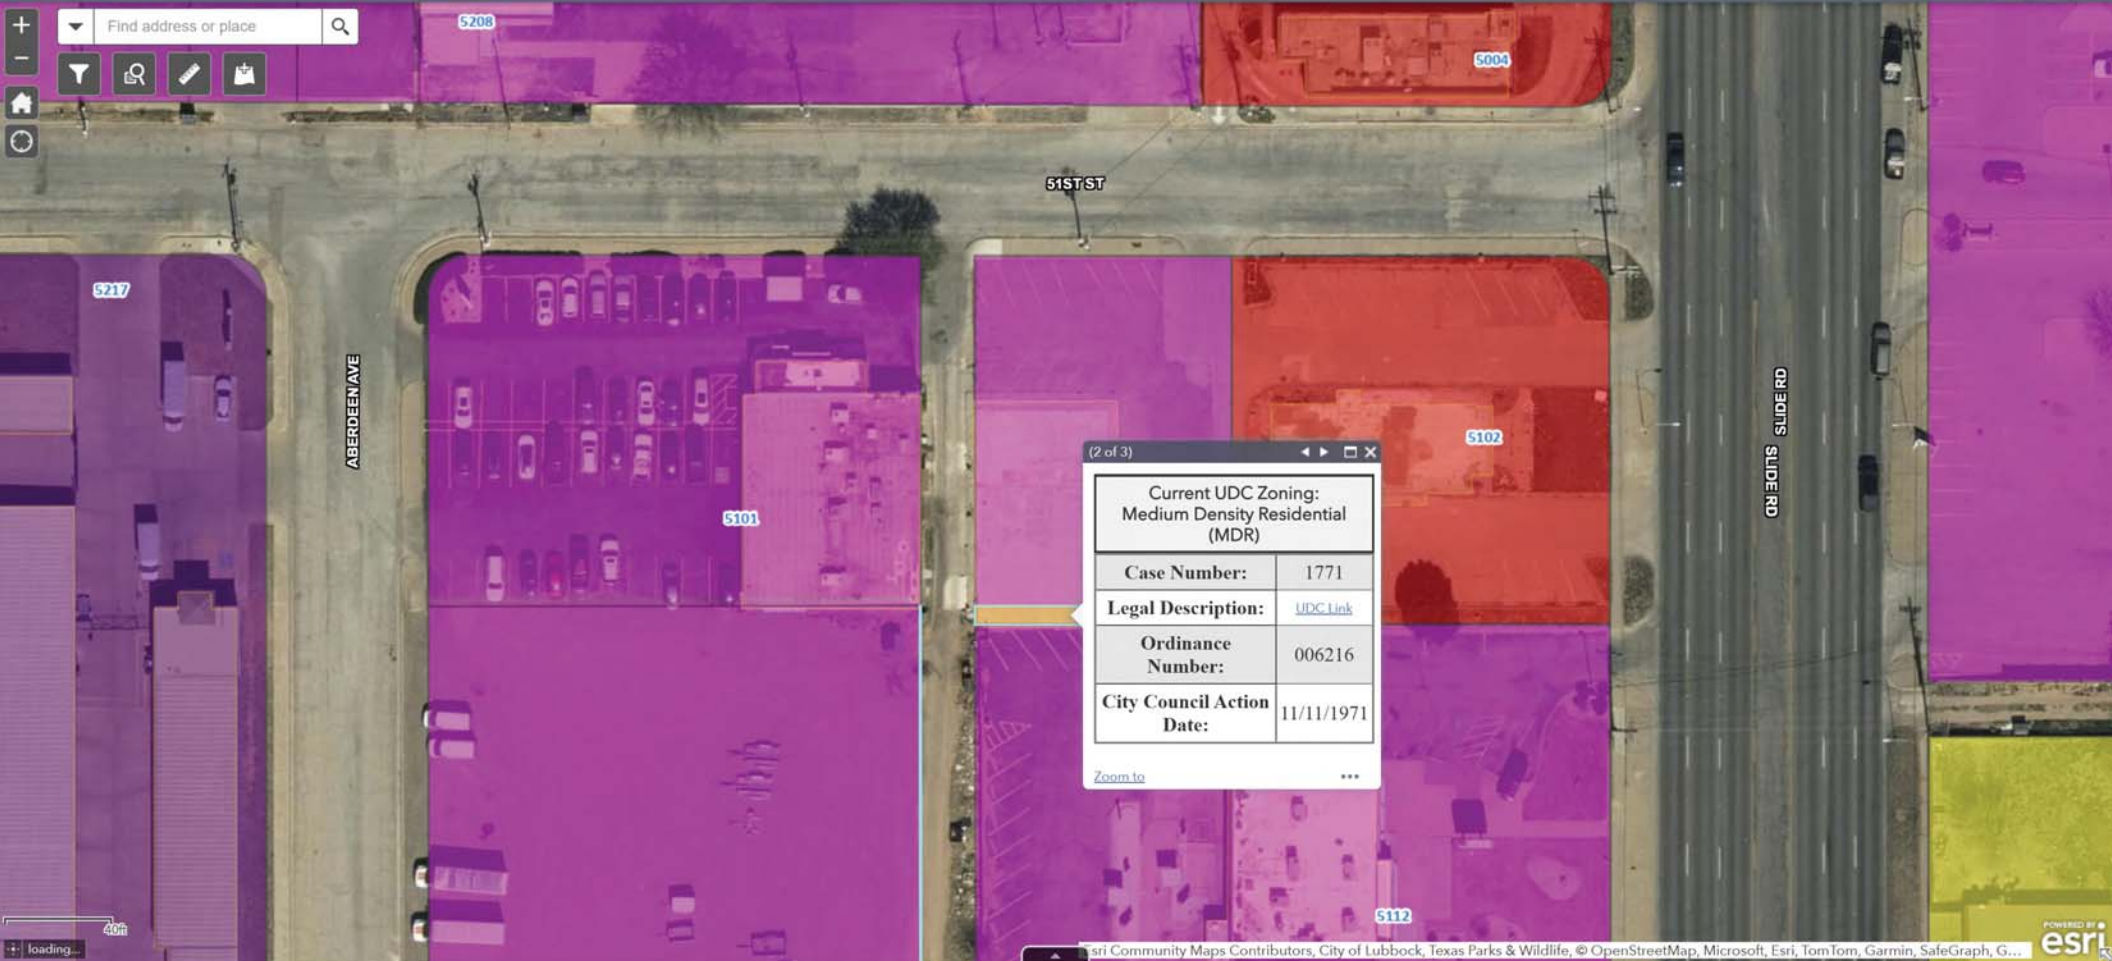 +
Find address or place
−
5208
5004
51ST ST
5217
ABERDEEN AVE
5101
5102
SLIDE RD
SLIDE RD
(2 of 3)
Current UDC Zoning:
Medium Density Residential
(MDR)
Case Number: 1771
Legal Description: UDC Link
Ordinance
Number: 006216
City Council Action
Date: 11/11/1971
Zoom to
•••
5112
40ft
loading...
Esri Community Maps Contributors, City of Lubbock, Texas Parks & Wildlife, © OpenStreetMap, Microsoft, Esri, TomTom, Garmin, SafeGraph, G...
POWERED BY
esri